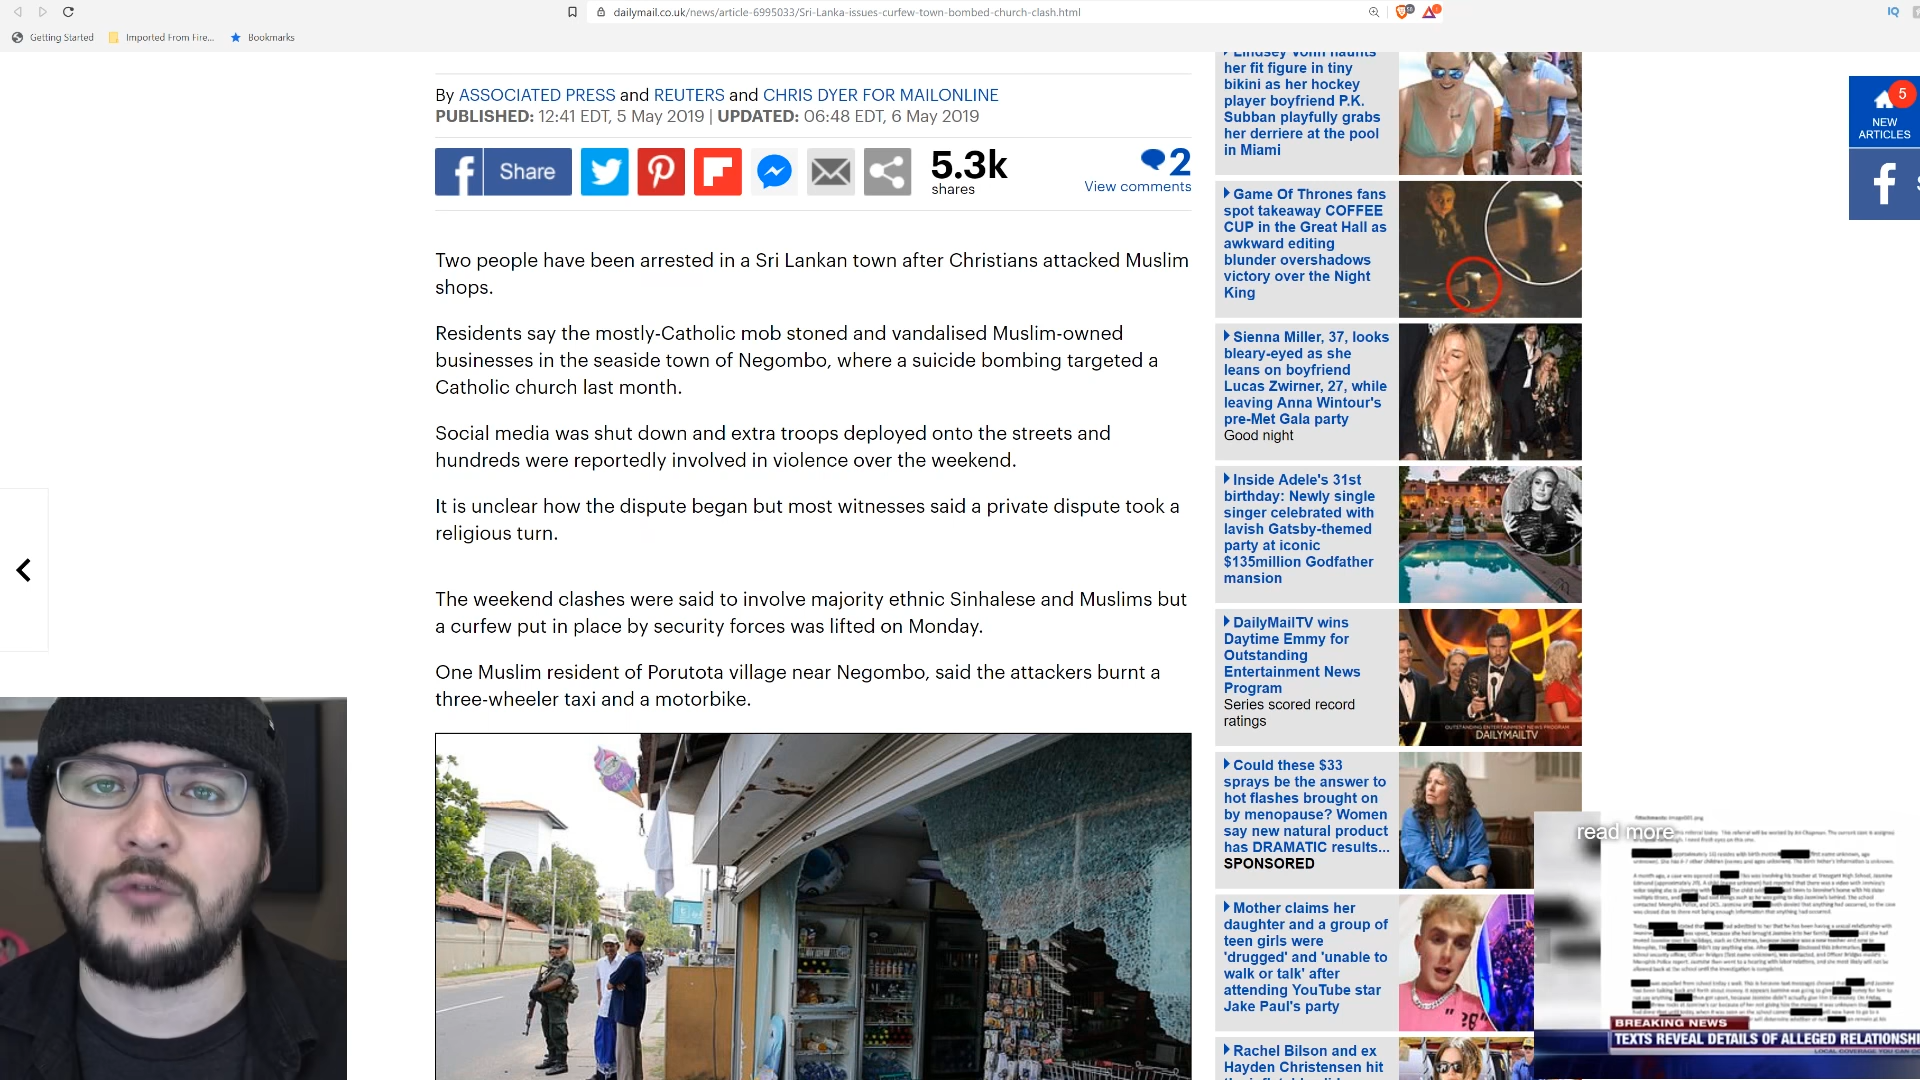 dailymail.co.uk/news/article-6995033/Sri-Lanka-issues-curfew-town-bombed-church-clash.html
IQ
Getting Started
Imported From Fire...
Bookmarks
By ASSOCIATED PRESS and REUTERS and CHRIS DYER FOR MAILONLINE
PUBLISHED: 12:41 EDT, 5 May 2019 | UPDATED: 06:48 EDT, 6 May 2019
Share
5.3k
shares
2
View comments
Two people have been arrested in a Sri Lankan town after Christians attacked Muslim
shops.
Residents say the mostly-Catholic mob stoned and vandalised Muslim-owned
businesses in the seaside town of Negombo, where a suicide bombing targeted a
Catholic church last month.
Social media was shut down and extra troops deployed onto the streets and
hundreds were reportedly involved in violence over the weekend.
It is unclear how the dispute began but most witnesses said a private dispute took a
religious turn.
The weekend clashes were said to involve majority ethnic Sinhalese and Muslims but
a curfew put in place by security forces was lifted on Monday.
One Muslim resident of Porutota village near Negombo, said the attackers burnt a
three-wheeler taxi and a motorbike.
Lindsey Vonn haunts
her fit figure in tiny
bikini as her hockey
player boyfriend P.K.
Subban playfully grabs
her derriere at the pool
in Miami
Game Of Thrones fans
spot takeaway COFFEE
CUP in the Great Hall as
awkward editing
blunder overshadows
victory over the Night
King
Sienna Miller, 37, looks
bleary-eyed as she
leans on boyfriend
Lucas Zwirner, 27, while
leaving Anna Wintour's
pre-Met Gala party
Good night
Inside Adele's 31st
birthday: Newly single
singer celebrated with
lavish Gatsby-themed
party at iconic
$135million Godfather
mansion
DailyMailTV wins
Daytime Emmy for
Outstanding
Entertainment News
Program
Series scored record
ratings
OUTSTANDING ENTERTAINMENT NEWS PROGRAM
DAILYMAILTV
Could these $33
sprays be the answer to
hot flashes brought on
by menopause? Women
say new natural product
has DRAMATIC results...
SPONSORED
Mother claims her
daughter and a group of
teen girls were
'drugged' and 'unable to
walk or talk' after
attending YouTube star
Jake Paul's party
Rachel Bilson and ex
Hayden Christensen hit
5
NEW
ARTICLES
read more
BREAKING NEWS
TEXTS REVEAL DETAILS OF ALLEGED RELATIONSHI